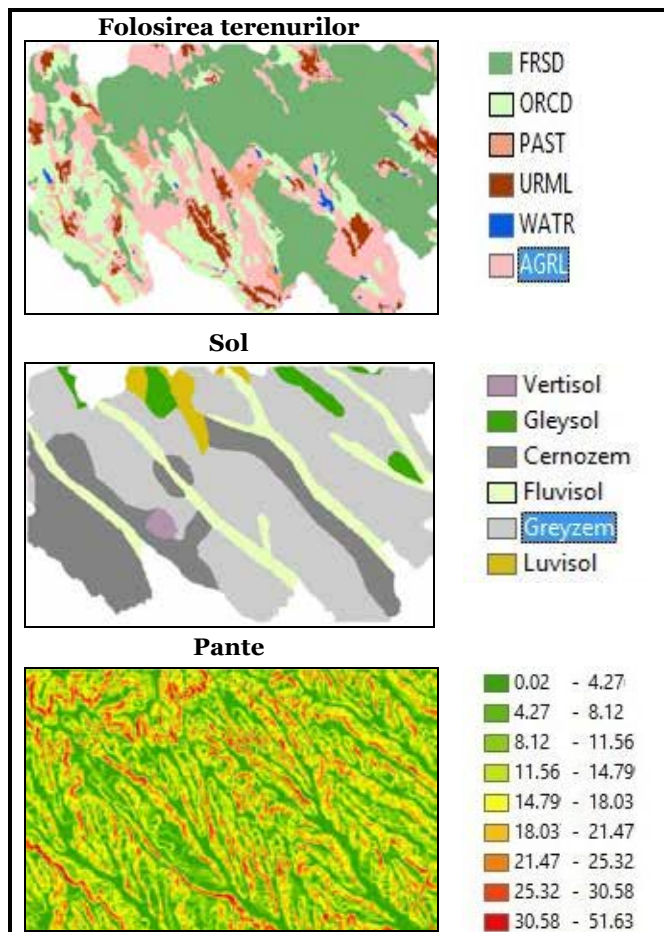 Folosirea terenurilor
FRSD
ORCD
PAST
URML
WATR
AGRL
Sol
Vertisol
Gleysol
Cernozem
Fluvisol
Greyzem
Luvisol
Pante
0.02 - 4.27
4.27 - 8.12
8.12 - 11.56
11.56 - 14.79
14.79 - 18.03
18.03 - 21.47
21.47 - 25.32
25.32 - 30.58
30.58 - 51.63